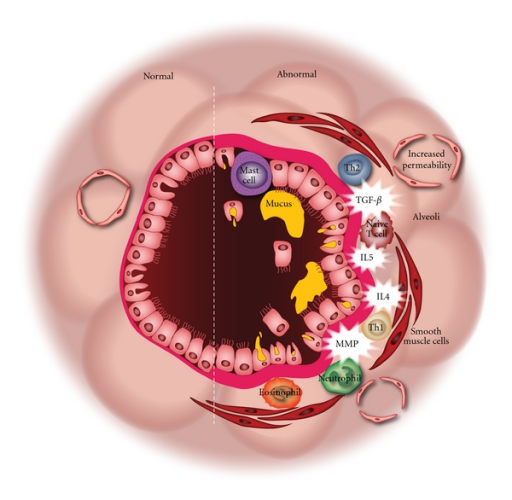 Normal
Abnormal
Increased
permeability
Mast
cell
Th2
TGF-β
Mucus
Alveoli
Naive
T cell
IL5
IL4
Th1
Smooth
muscle cells
MMP
Neutrophil
Eosinophil